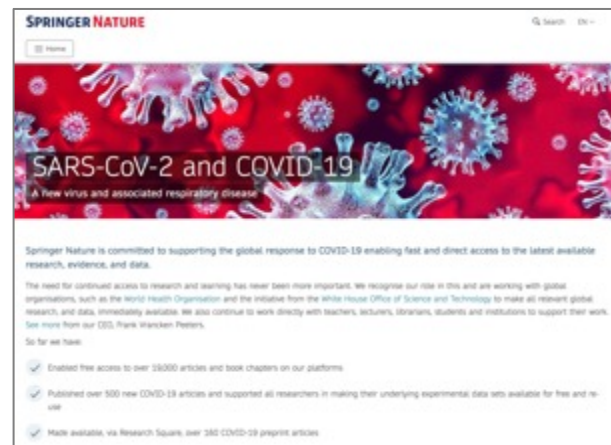 SPRINGER NATURE
Search EN
Home
SARS-CoV-2 and COVID-19
A new virus and associated respiratory disease
Springer Nature is committed to supporting the global response to COVID-19 enabling fast and direct access to the latest available
research, evidence, and data.
The need for continued access to research and learning has never been more important. We recognise our role in this and are working with global
organisations, such as the World Health Organisation and the initiative from the White House Office of Science and Technology to make all relevant global
research, and data, immediately available. We also continue to work directly with teachers, lecturers, librarians, students and institutions to support their work.
See more from our CEO, Frank Vrancken Peeters.
So far we have:
Enabled free access to over 19,000 articles and book chapters on our platforms
Published over 500 new COVID-19 articles and supported all researchers in making their underlying experimental data sets available for free and re-
use
Made available, via Research Square, over 160 COVID-19 preprint articles